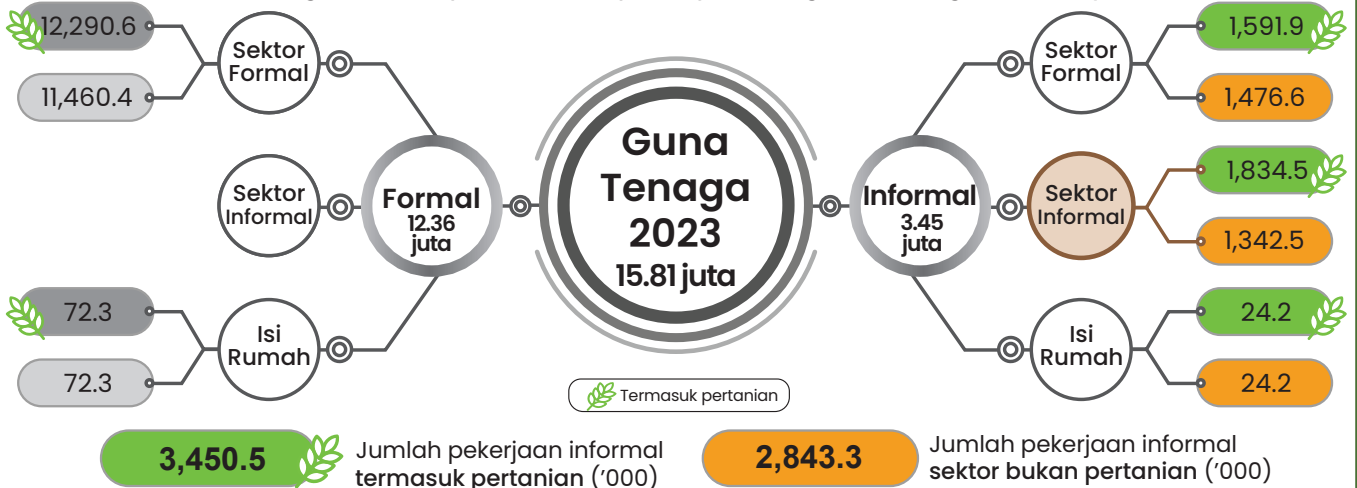 12,290.6
11,460.4
Sektor
Formal
Sektor
Informal
72.3
72.3
Isi
Rumah
Formal
12.36
juta
Guna
Tenaga
2023
15.81 juta
Informal
3.45
juta
Sektor
Formal
1,591.9
1,476.6
Sektor
Informal
1,834.5
1,342.5
Isi
Rumah
24.2
24.2
Termasuk pertanian
3,450.5
Jumlah pekerjaan informal
termasuk pertanian ('000)
2,843.3
Jumlah pekerjaan informal
sektor bukan pertanian ('000)